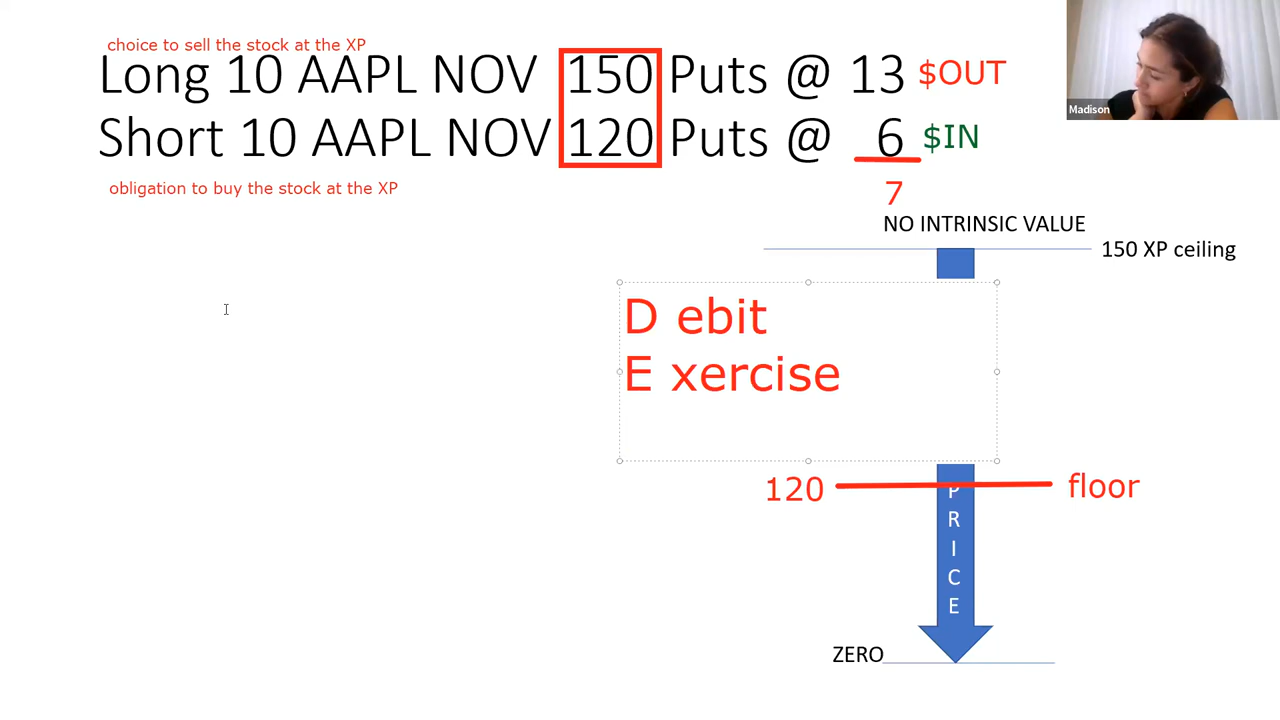 choice to sell the stock at the XP
Long 10 AAPL NOV 150 Puts @ 13 $OUT
Short 10 AAPL NOV 120 Puts @ 6 $IN
obligation to buy the stock at the XP
7
NO INTRINSIC VALUE
150 XP ceiling
D ebit
E xercise
120
floor
P
R
I
C
E
ZERO
Madison